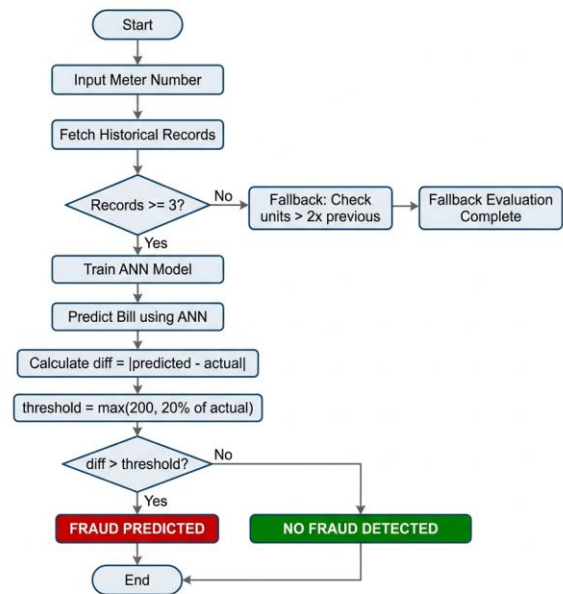 Start
Input Meter Number
Fetch Historical Records
Records >= 3?
No
Fallback: Check
units > 2x previous
Fallback Evaluation
Complete
Yes
Train ANN Model
Predict Bill using ANN
Calculate diff = |predicted - actual|
threshold = max(200, 20% of actual)
diff > threshold?
No
Yes
FRAUD PREDICTED
NO FRAUD DETECTED
End